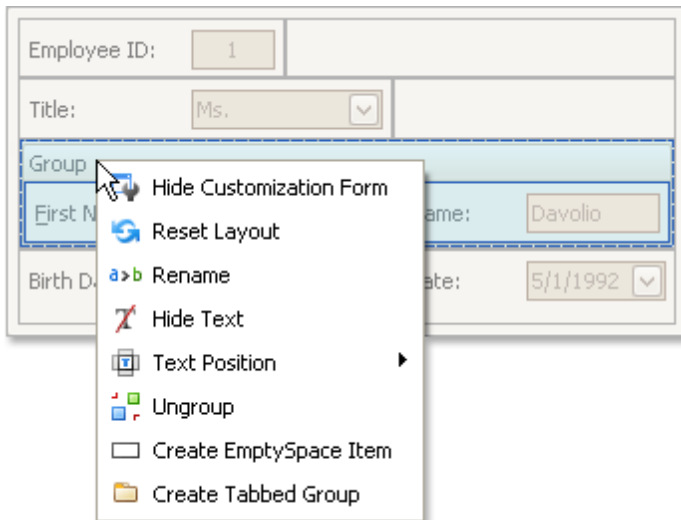 Employee ID: 1
Title: Ms.
Group
First N ame: Davolio
Birth D ate: 5/1/1992
Hide Customization Form
Reset Layout
a>b Rename
Hide Text
Text Position
Ungroup
Create EmptySpace Item
Create Tabbed Group